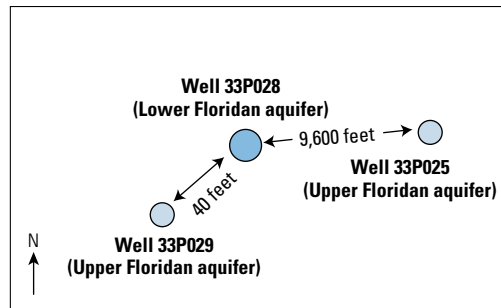 Well 33P028
(Lower Floridan aquifer)
9,600 feet
Well 33P025
(Upper Floridan aquifer)
40 feet
N
Well 33P029
(Upper Floridan aquifer)